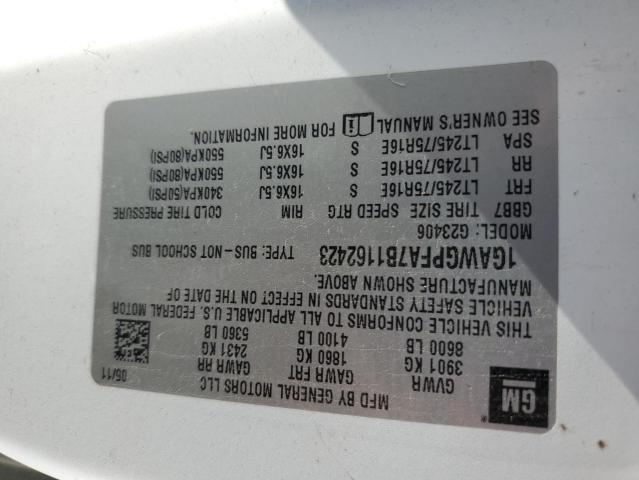 GM
MFD BY GENERAL MOTORS LLC 05/11
GVWR GAWR FRT GAWR RR
3901 KG 1860 KG 2431 KG
8600 LB 4100 LB 5360 LB
THIS VEHICLE CONFORMS TO ALL APPLICABLE U.S. FEDERAL MOTOR
VEHICLE SAFETY STANDARDS IN EFFECT ON THE DATE OF
MANUFACTURE SHOWN ABOVE.
1GAWGPFA7B1162423 TYPE: BUS-NOT SCHOOL BUS
MODEL: G23406
GBB7 TIRE SIZE SPEED RTG RIM COLD TIRE PRESSURE
FRT LT245/75R16E S 16X6.5J 340KPA(50PSI)
RR LT245/75R16E S 16X6.5J 550KPA(80PSI)
SPA LT245/75R16E S 16X6.5J 550KPA(80PSI)
SEE OWNER'S MANUAL FOR MORE INFORMATION.